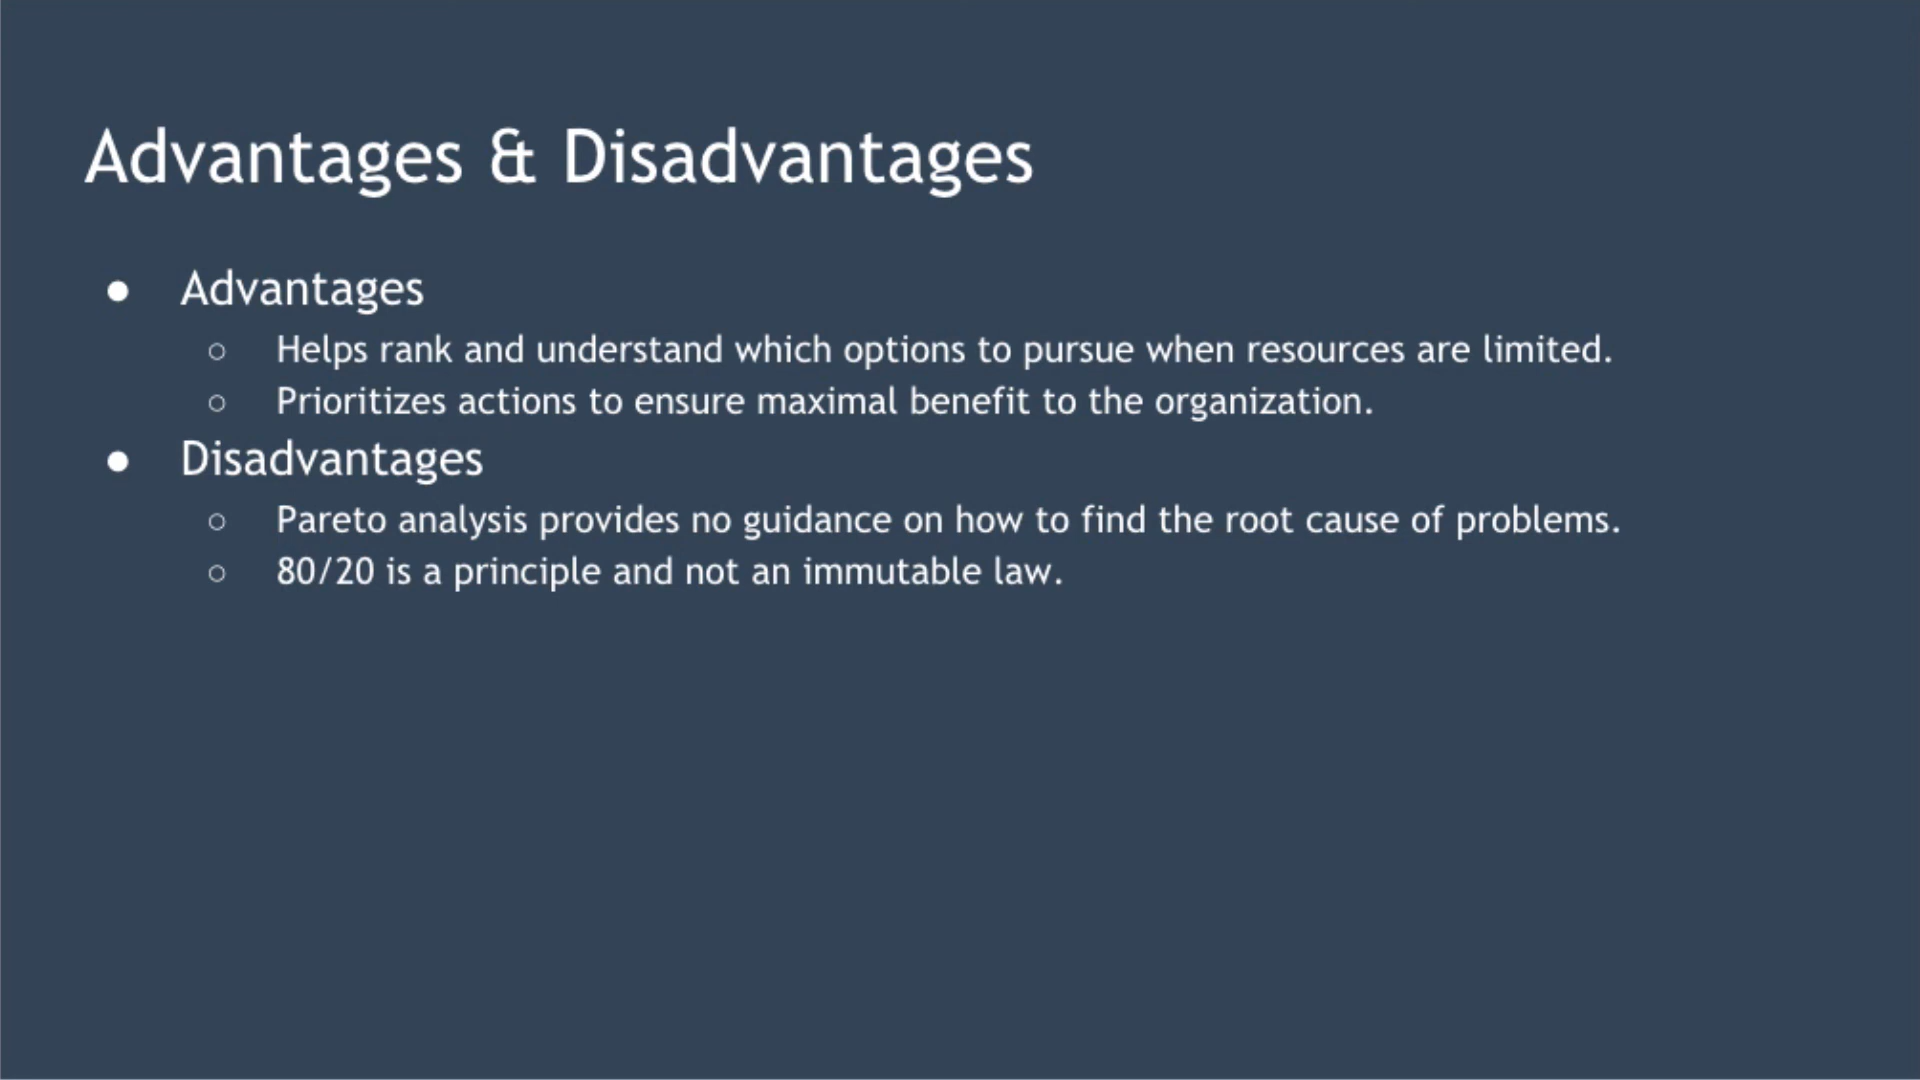 Advantages & Disadvantages
● Advantages
○ Helps rank and understand which options to pursue when resources are limited.
○ Prioritizes actions to ensure maximal benefit to the organization.
● Disadvantages
○ Pareto analysis provides no guidance on how to find the root cause of problems.
○ 80/20 is a principle and not an immutable law.